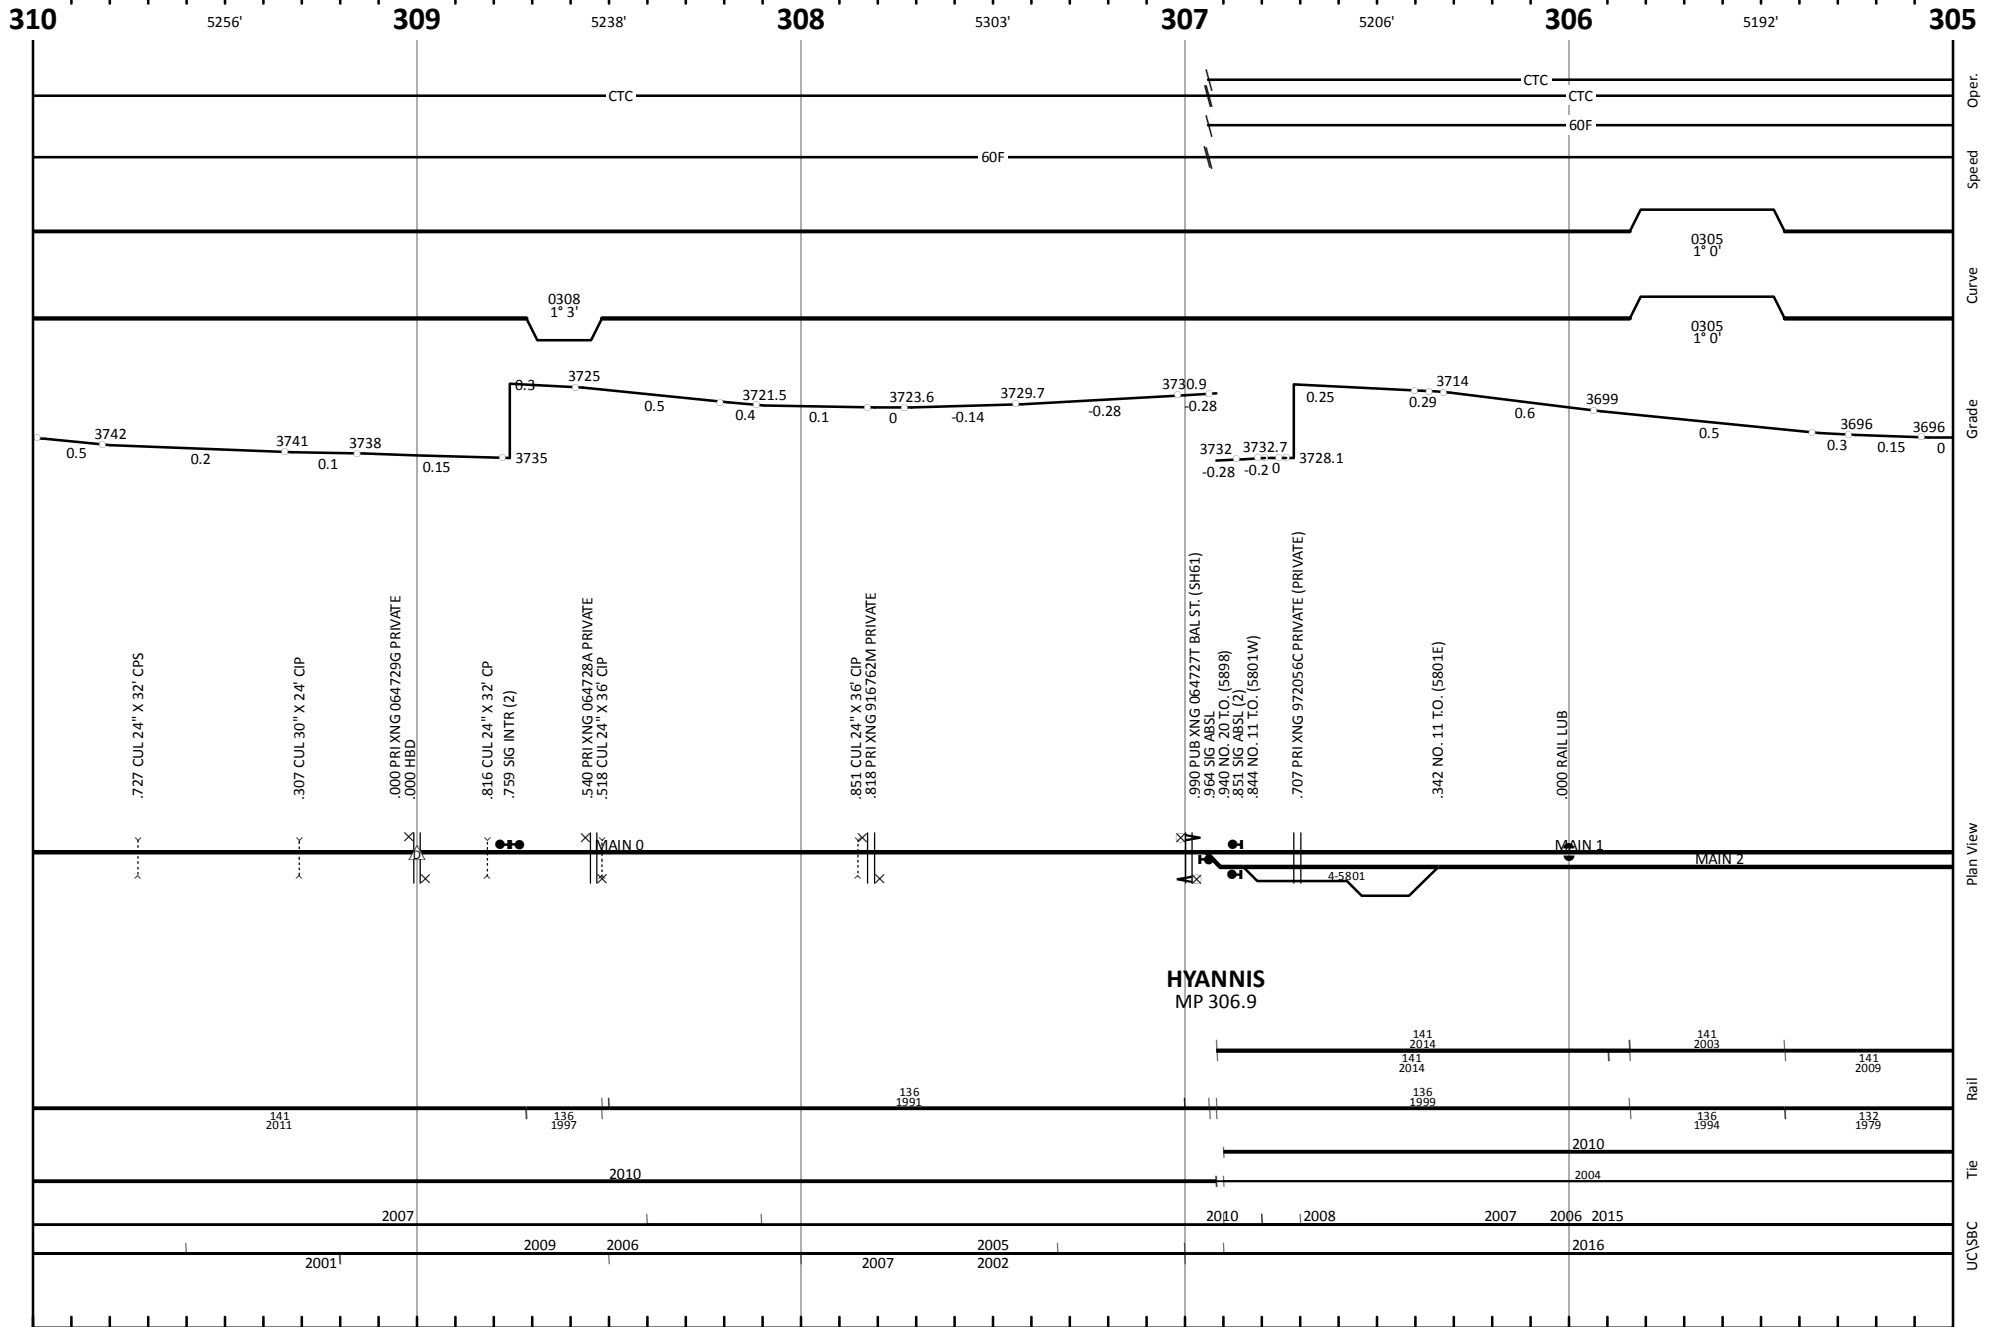 310 5256' 309 5238' 308 5303' 307 5206' 306 5192' 305
CTC
CTC
CTC
60F
60F
Oper.
Speed
0305
1° 0'
0308
1° 3'
0305
1° 0'
Curve
3742
3741
3738
3735
0.5
0.2
0.1
0.15
0.3
3725
3721.5
3723.6
3729.7
3730.9
0.5
0.4
0.1
0
-0.14
-0.28
-0.28
3732
3732.7
3728.1
-0.28
-0.2
0
0.25
3714
3699
3696
3696
0.29
0.6
0.5
0.3
0.15
0
Grade
.727 CUL 24" X 32' CPS
.307 CUL 30" X 24' CIP
.000 PRI XNG 064729G PRIVATE
.000 HBD
.816 CUL 24" X 32' CP
.759 SIG INTR (2)
.540 PRI XNG 064728A PRIVATE
.518 CUL 24" X 36' CIP
.851 CUL 24" X 36' CIP
.818 PRI XNG 916762M PRIVATE
.990 PUB XNG 064727T BAL ST. (SH61)
.964 SIG ABSL
.940 NO. 20 T.O. (5898)
.851 SIG ABSL (2)
.844 NO. 11 T.O. (5801W)
.707 PRI XNG 972056C PRIVATE (PRIVATE)
.342 NO. 11 T.O. (5801E)
.000 RAIL LUB
D
MAIN 0
MAIN 1
MAIN 2
4-5801
Plan View
HYANNIS
MP 306.9
141
2014
141
2003
141
2014
141
2009
136
1991
136
1999
141
2011
136
1997
136
1994
132
1979
Rail
2010
2010
2004
Tie
2007 2010 2008 2007 2006 2015
2009 2006 2005 2016
2001 2007 2002
UC\SBC